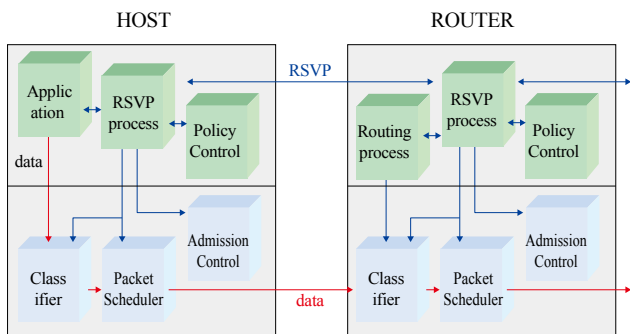 HOST
ROUTER
RSVP
Applic
ation
RSVP
process
Policy
Control
data
Class
ifier
Packet
Scheduler
Admission
Control
data
Routing
process
RSVP
process
Policy
Control
Class
ifier
Packet
Scheduler
Admission
Control